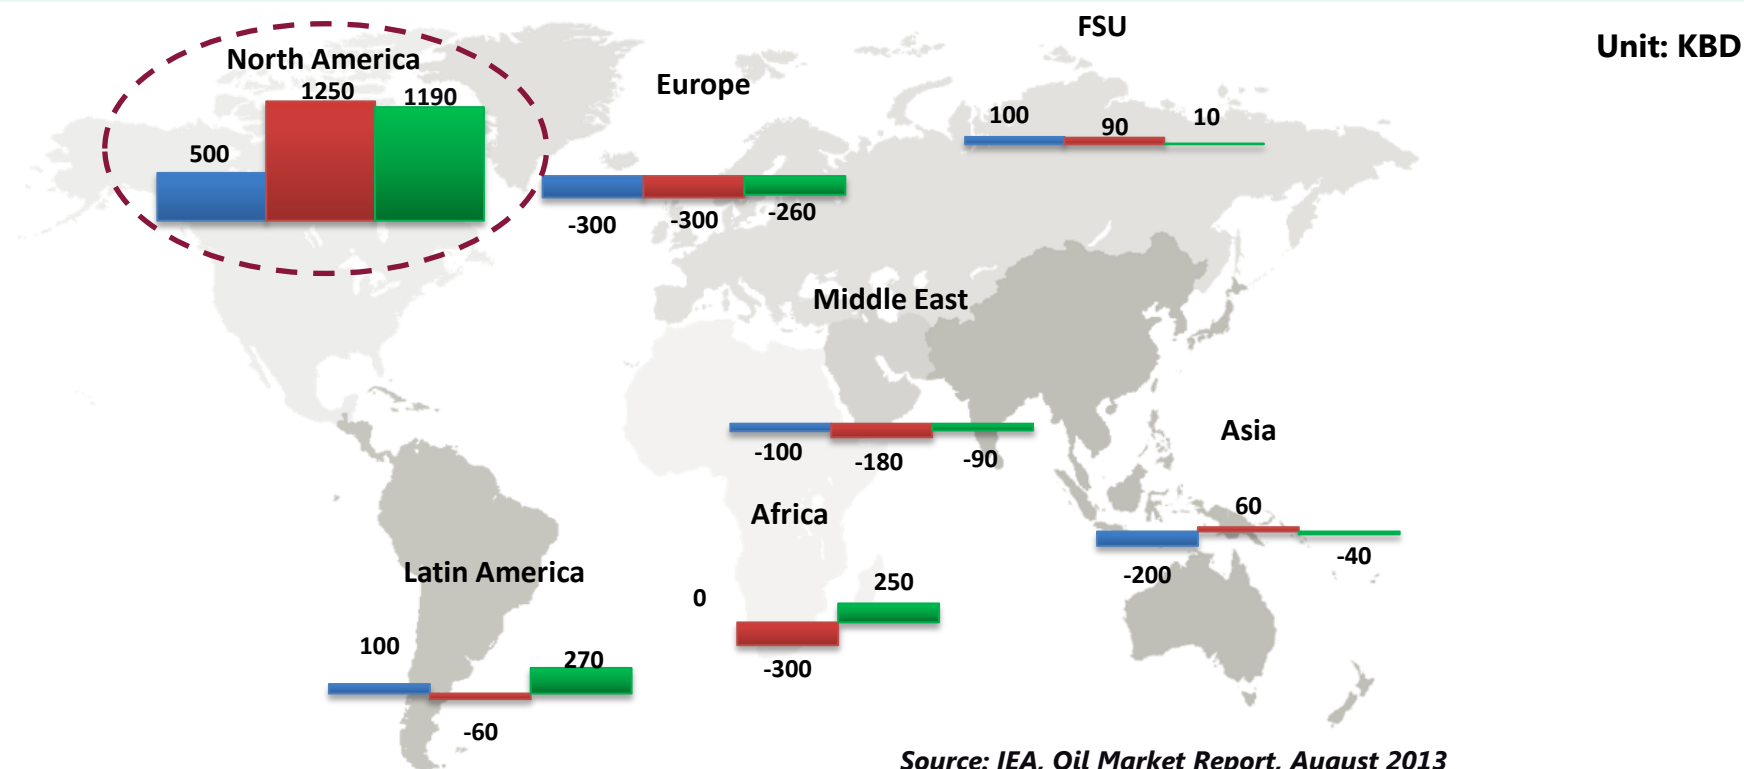 FSU
Unit: KBD
North America
1250
1190
500
Europe
-300
-300
-260
100
90
10
Middle East
-100
-180
-90
Asia
-200
60
-40
Africa
0
-300
250
Latin America
100
-60
270
Source: IEA, Oil Market Report, August 2013